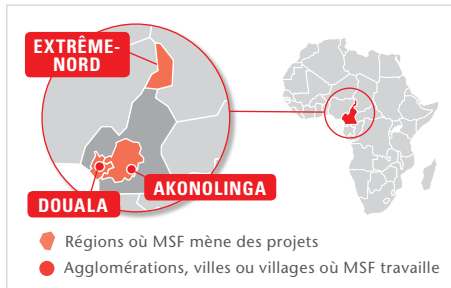 EXTRÊME-
NORD
DOUALA
AKONOLINGA
Régions où MSF mène des projets
Agglomérations, villes ou villages où MSF travaille